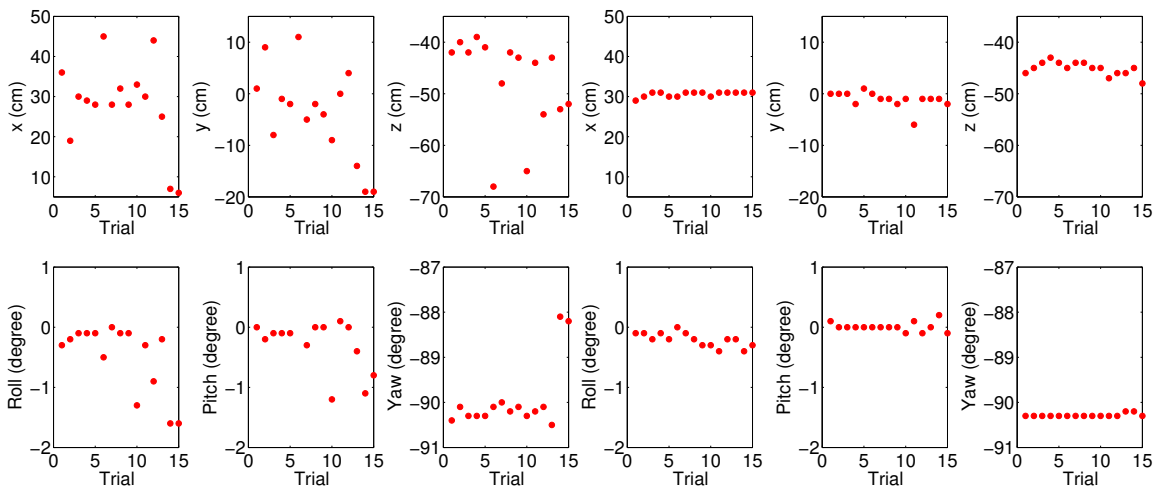 50
40
30
20
10
x (cm)
0 5 10 15
Trial
10
0
−10
−20
y (cm)
0 5 10 15
Trial
−40
−50
−60
−70
z (cm)
0 5 10 15
Trial
50
40
30
20
10
x (cm)
0 5 10 15
Trial
10
0
−10
−20
y (cm)
0 5 10 15
Trial
−40
−50
−60
−70
z (cm)
0 5 10 15
Trial
1
0
−1
−2
Roll (degree)
0 5 10 15
Trial
1
0
−1
−2
Pitch (degree)
0 5 10 15
Trial
−87
−88
−89
−90
−91
Yaw (degree)
0 5 10 15
Trial
1
0
−1
−2
Roll (degree)
0 5 10 15
Trial
1
0
−1
−2
Pitch (degree)
0 5 10 15
Trial
−87
−88
−89
−90
−91
Yaw (degree)
0 5 10 15
Trial